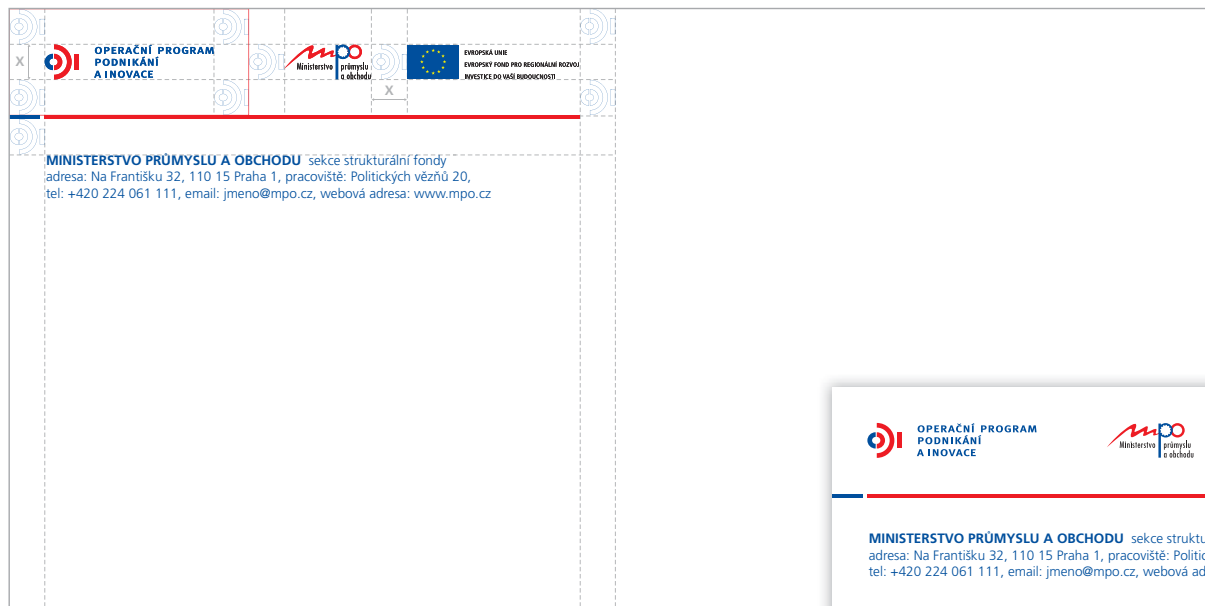 X
OPERAČNÍ PROGRAM
PODNIKÁNÍ
A INOVACE
mpo
Ministerstvo průmyslu
a obchodu
EVROPSKÁ UNIE
EVROPSKÝ FOND PRO REGIONÁLNÍ ROZVOJ
INVESTICE DO VAŠÍ BUDOUCNOSTI
X
MINISTERSTVO PRŮMYSLU A OBCHODU sekce strukturální fondy
adresa: Na Františku 32, 110 15 Praha 1, pracoviště: Politických vězňů 20,
tel: +420 224 061 111, email: jmeno@mpo.cz, webová adresa: www.mpo.cz
OPERAČNÍ PROGRAM
PODNIKÁNÍ
A INOVACE
mpo
Ministerstvo průmyslu
a obchodu
MINISTERSTVO PRŮMYSLU A OBCHODU sekce struktu
adresa: Na Františku 32, 110 15 Praha 1, pracoviště: Politic
tel: +420 224 061 111, email: jmeno@mpo.cz, webová ad